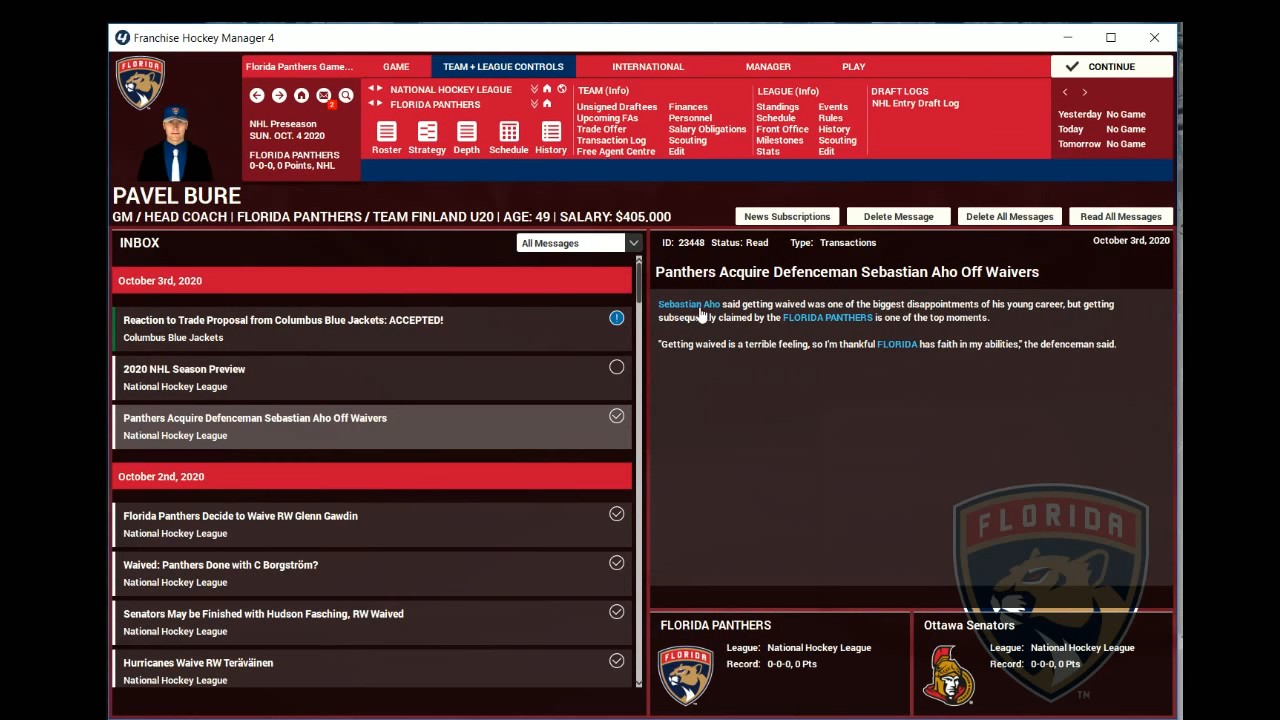 Franchise Hockey Manager 4
FLORIDA
Florida Panthers Game...
GAME
TEAM + LEAGUE CONTROLS
INTERNATIONAL
MANAGER
PLAY
CONTINUE
2
NHL Preseason
SUN. OCT. 4 2020
FLORIDA PANTHERS
0-0-0, 0 Points, NHL
NATIONAL HOCKEY LEAGUE
FLORIDA PANTHERS
Roster Strategy Depth Schedule History
TEAM (Info)
Unsigned Draftees Finances
Upcoming FAs Personnel
Trade Offer Salary Obligations
Transaction Log Scouting
Free Agent Centre Edit
LEAGUE (Info)
Standings Events
Schedule Rules
Front Office History
Milestones Scouting
Stats Edit
DRAFT LOGS
NHL Entry Draft Log
Yesterday No Game
Today No Game
Tomorrow No Game
PAVEL BURE
GM / HEAD COACH | FLORIDA PANTHERS / TEAM FINLAND U20 | AGE: 49 | SALARY: $405.000
News Subscriptions
Delete Message
Delete All Messages
Read All Messages
INBOX
All Messages
October 3rd, 2020
Reaction to Trade Proposal from Columbus Blue Jackets: ACCEPTED!
Columbus Blue Jackets
2020 NHL Season Preview
National Hockey League
Panthers Acquire Defenceman Sebastian Aho Off Waivers
National Hockey League
October 2nd, 2020
Florida Panthers Decide to Waive RW Glenn Gawdin
National Hockey League
Waived: Panthers Done with C Borgström?
National Hockey League
Senators May be Finished with Hudson Fasching, RW Waived
National Hockey League
Hurricanes Waive RW Teräväinen
National Hockey League
ID: 23448 Status: Read Type: Transactions
October 3rd, 2020
Panthers Acquire Defenceman Sebastian Aho Off Waivers
Sebastian Aho said getting waived was one of the biggest disappointments of his young career, but getting
subsequently claimed by the FLORIDA PANTHERS is one of the top moments.
"Getting waived is a terrible feeling, so I'm thankful FLORIDA has faith in my abilities," the defenceman said.
FLORIDA
TM
FLORIDA PANTHERS
FLORIDA
League: National Hockey League
Record: 0-0-0, 0 Pts
Ottawa Senators
League: National Hockey League
Record: 0-0-0, 0 Pts